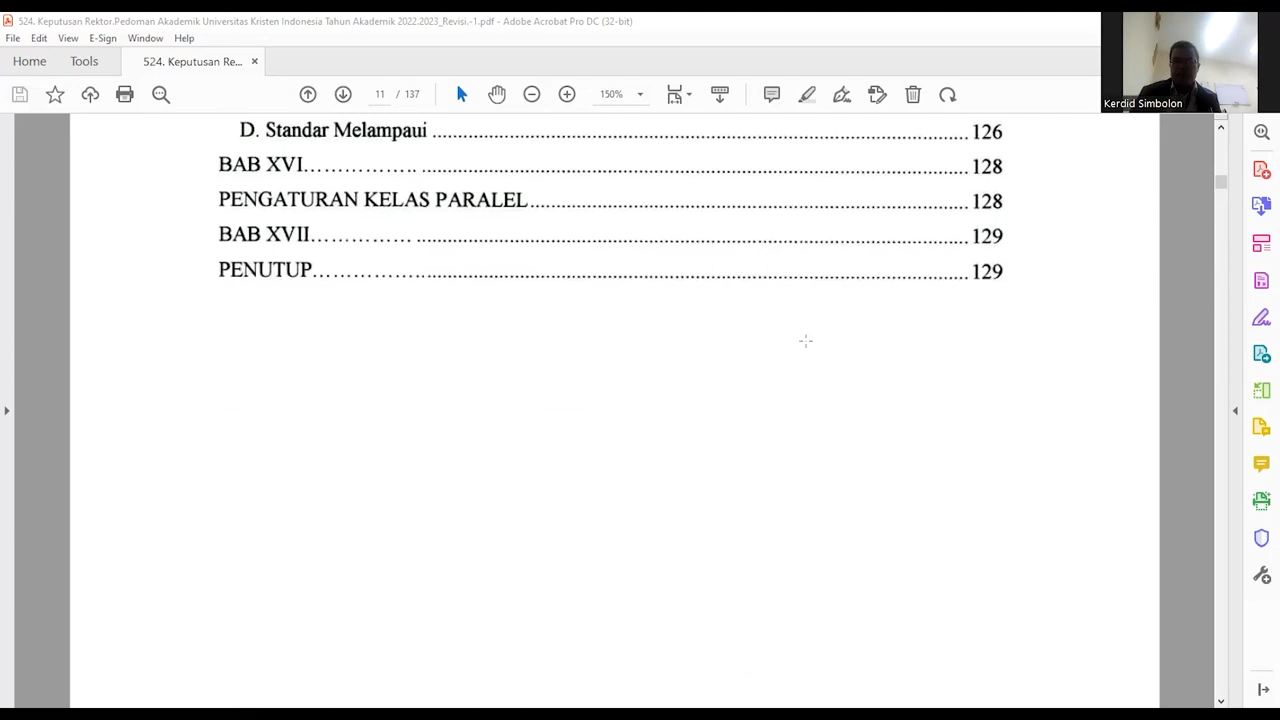 524. Keputusan Rektor.Pedoman Akademik Universitas Kristen Indonesia Tahun Akademik 2022.2023_Revisi.-1.pdf - Adobe Acrobat Pro DC (32-bit)
File Edit View E-Sign Window Help
Home Tools 524. Keputusan Re... ×
11 / 137 150%
Kerdid Simbolon
D. Standar Melampaui ........................................................................................ 126
BAB XVI…………….. ........................................................................................ 128
PENGATURAN KELAS PARALEL........................................................................ 128
BAB XVII…………… ........................................................................................ 129
PENUTUP……………........................................................................................... 129